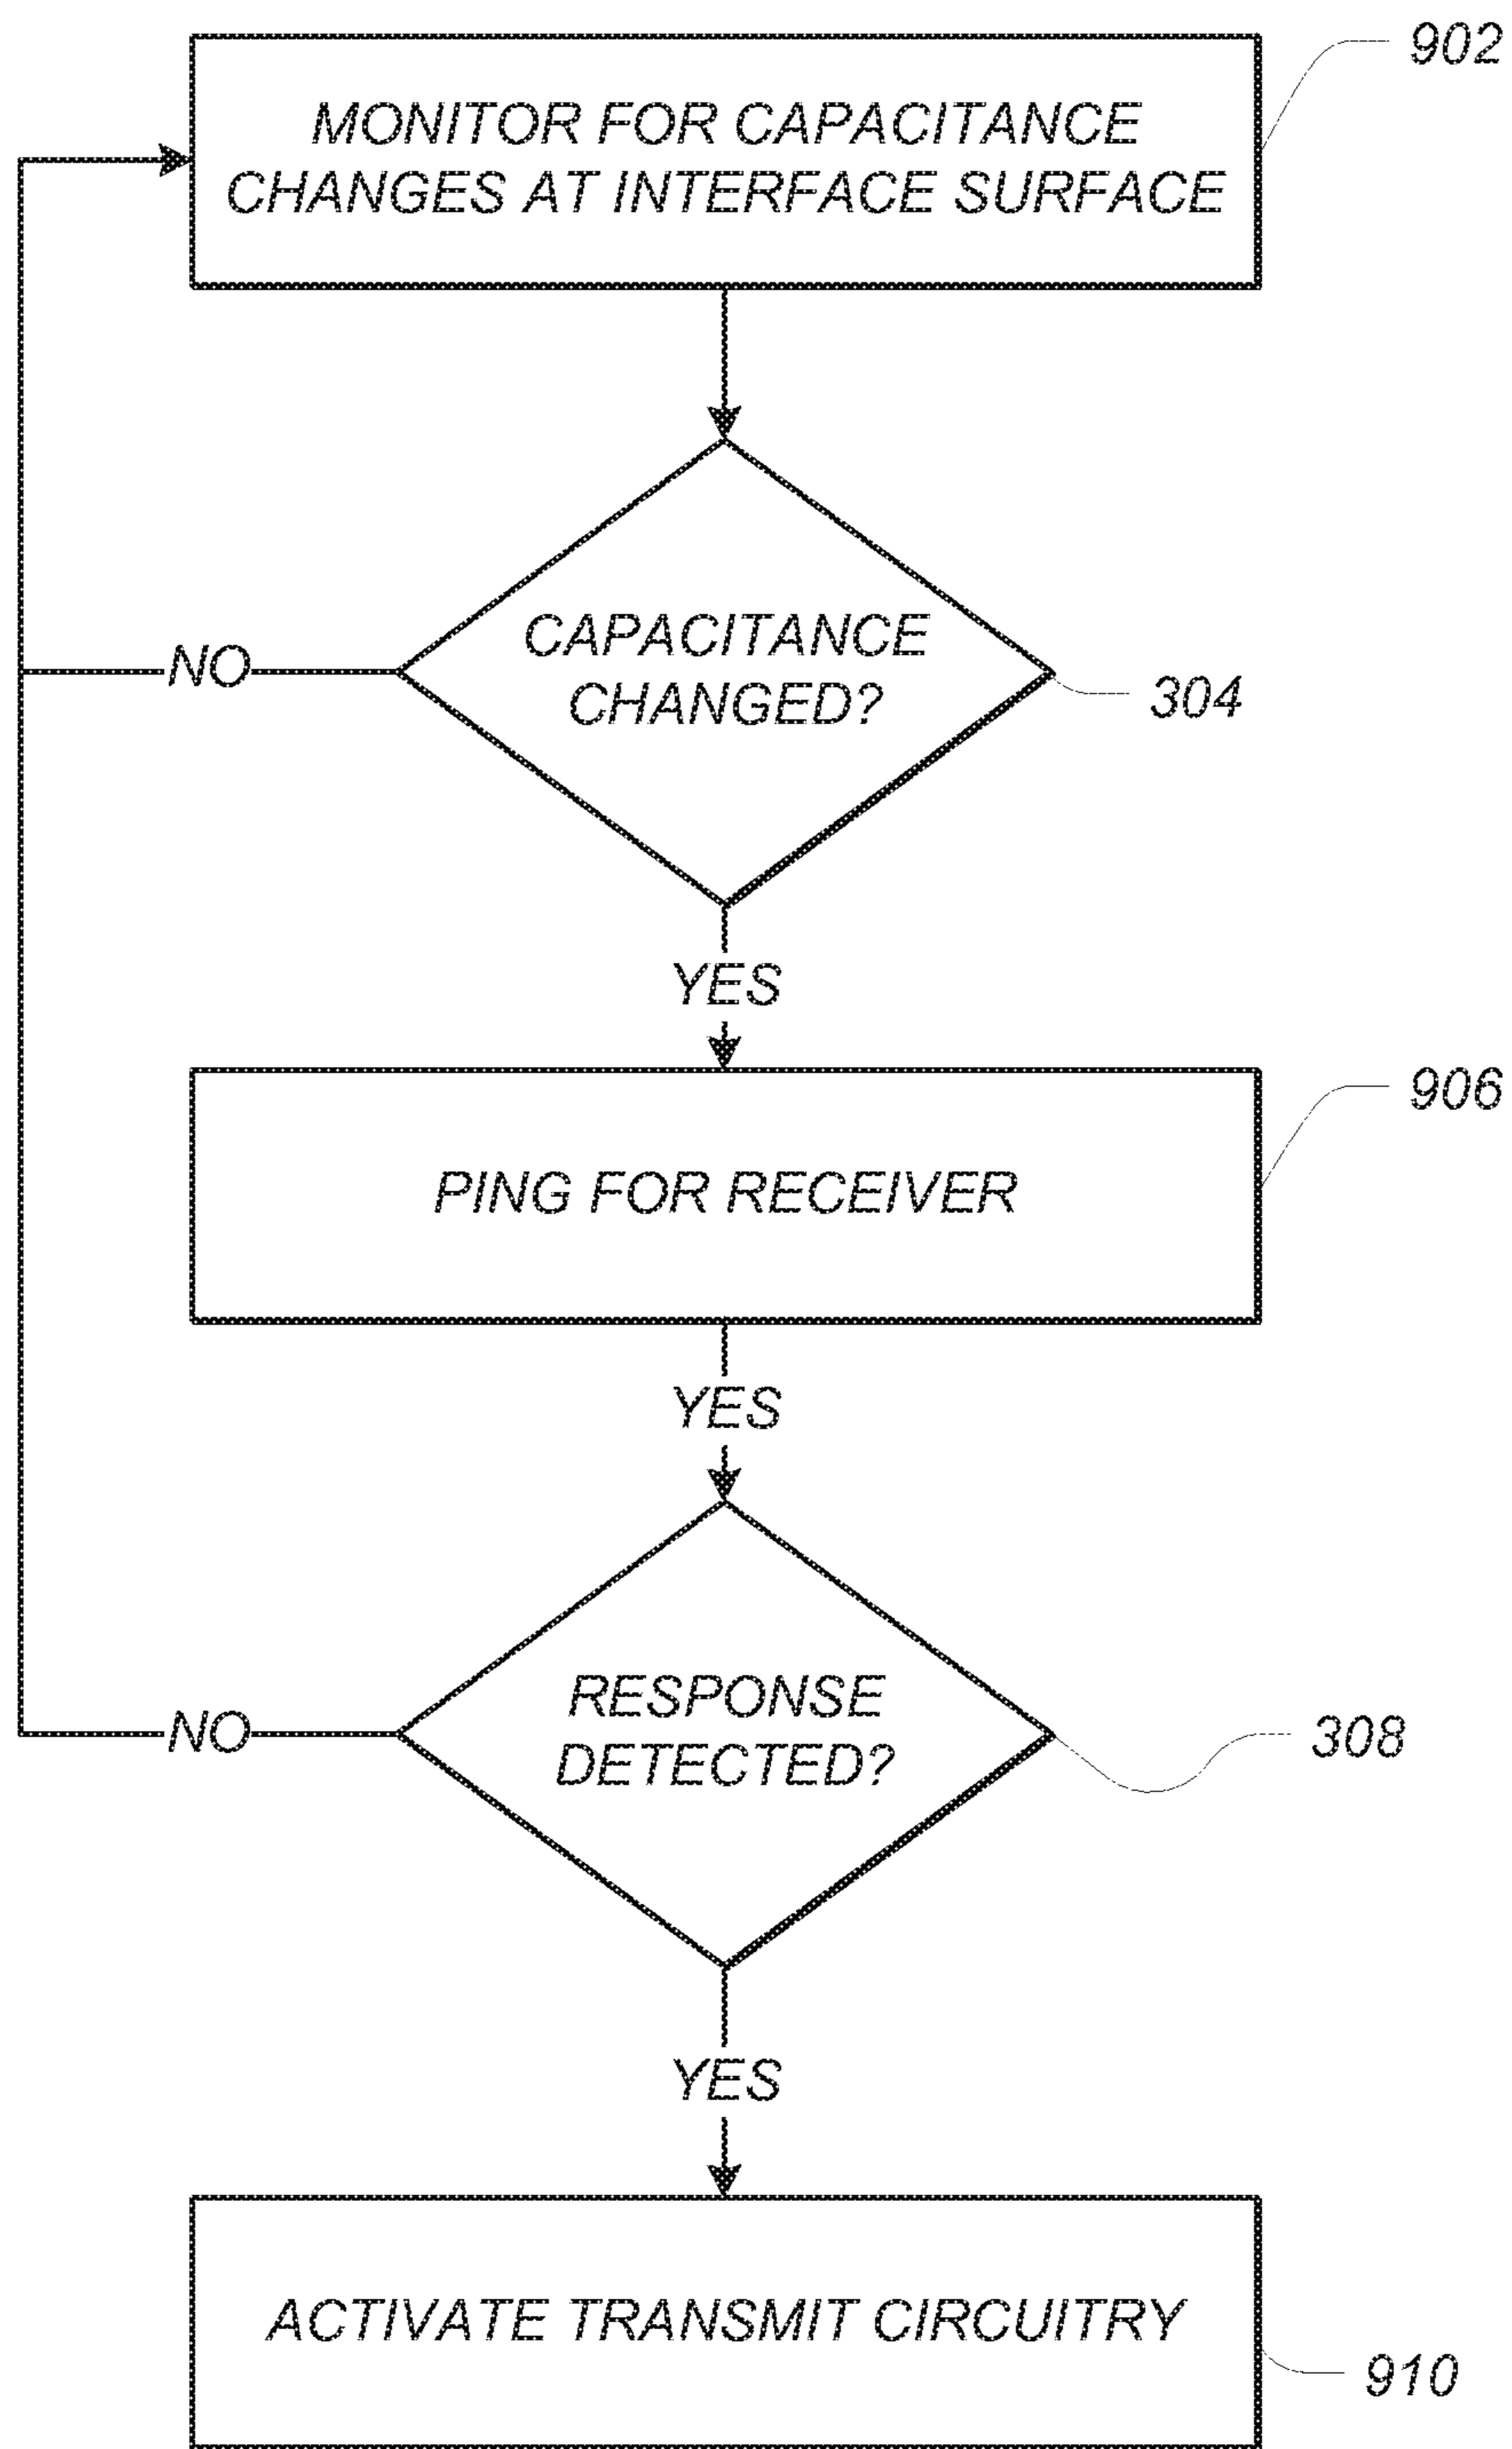 902
MONITOR FOR CAPACITANCE
CHANGES AT INTERFACE SURFACE
CAPACITANCE
CHANGED?
NO
304
YES
906
PING FOR RECEIVER
YES
RESPONSE
DETECTED?
NO
308
YES
ACTIVATE TRANSMIT CIRCUITRY
910